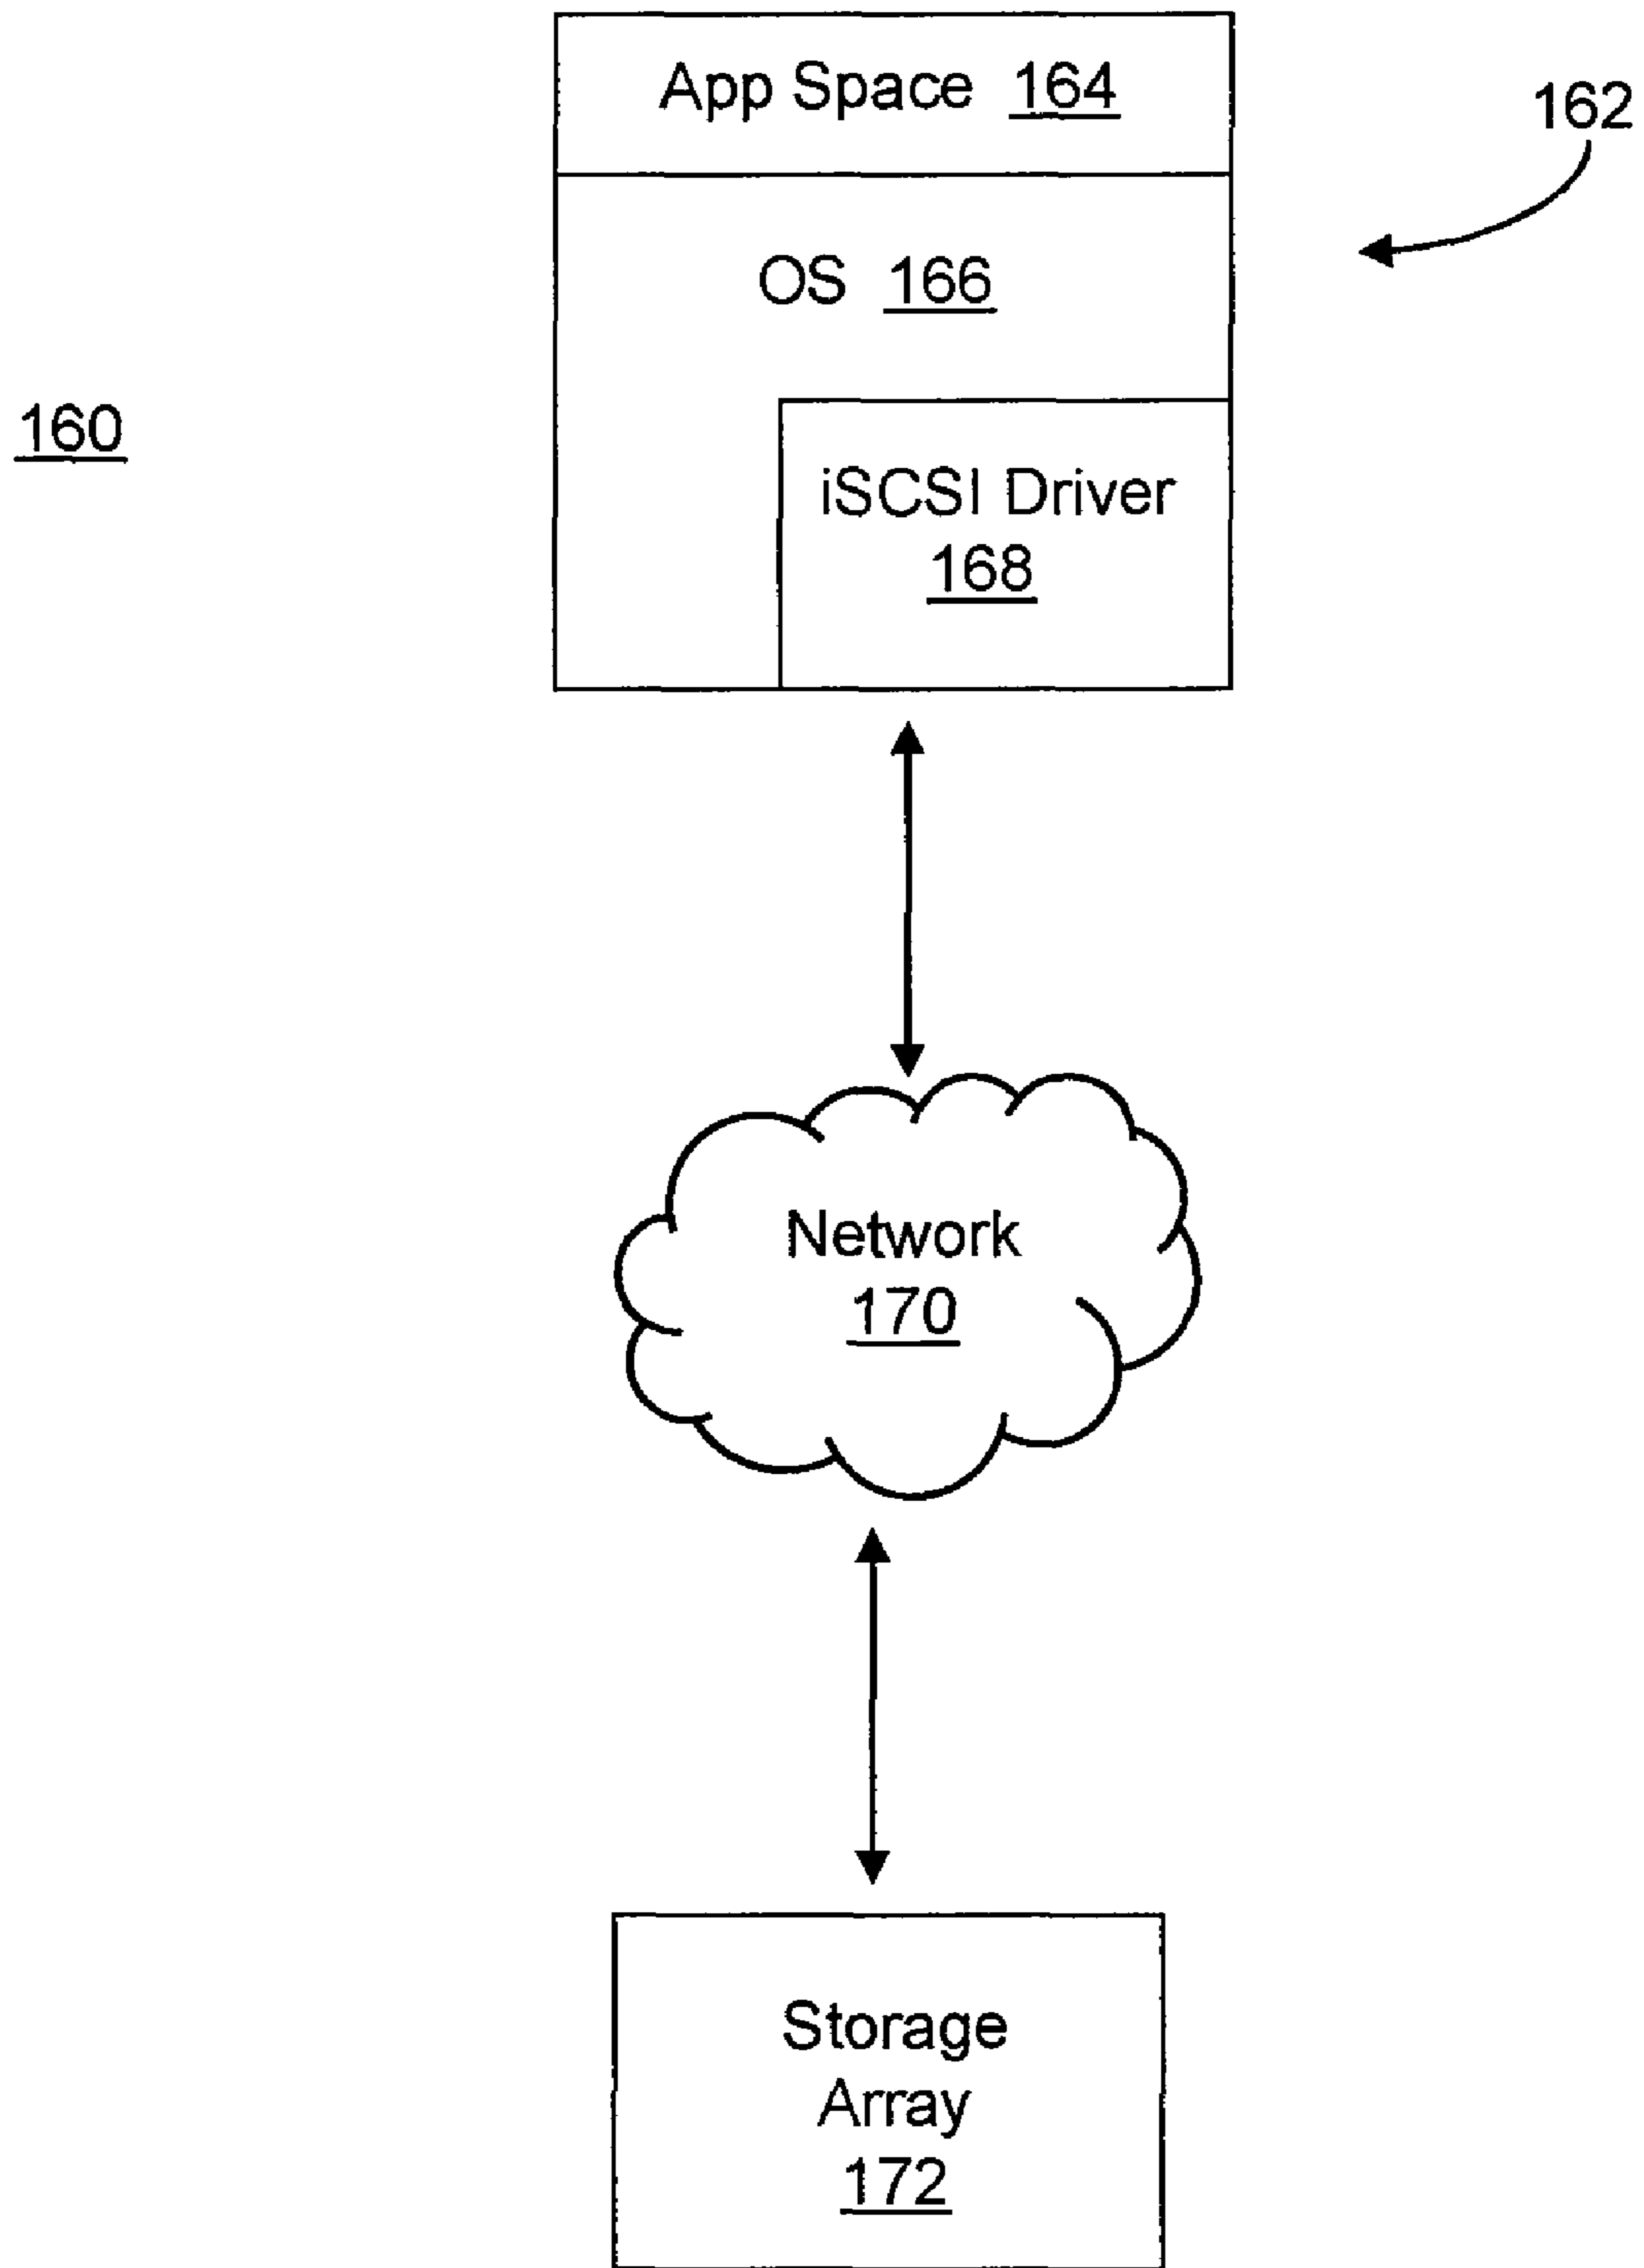 App Space 164
162
OS 166
160
iSCSI Driver
168
Network
170
Storage
Array
172